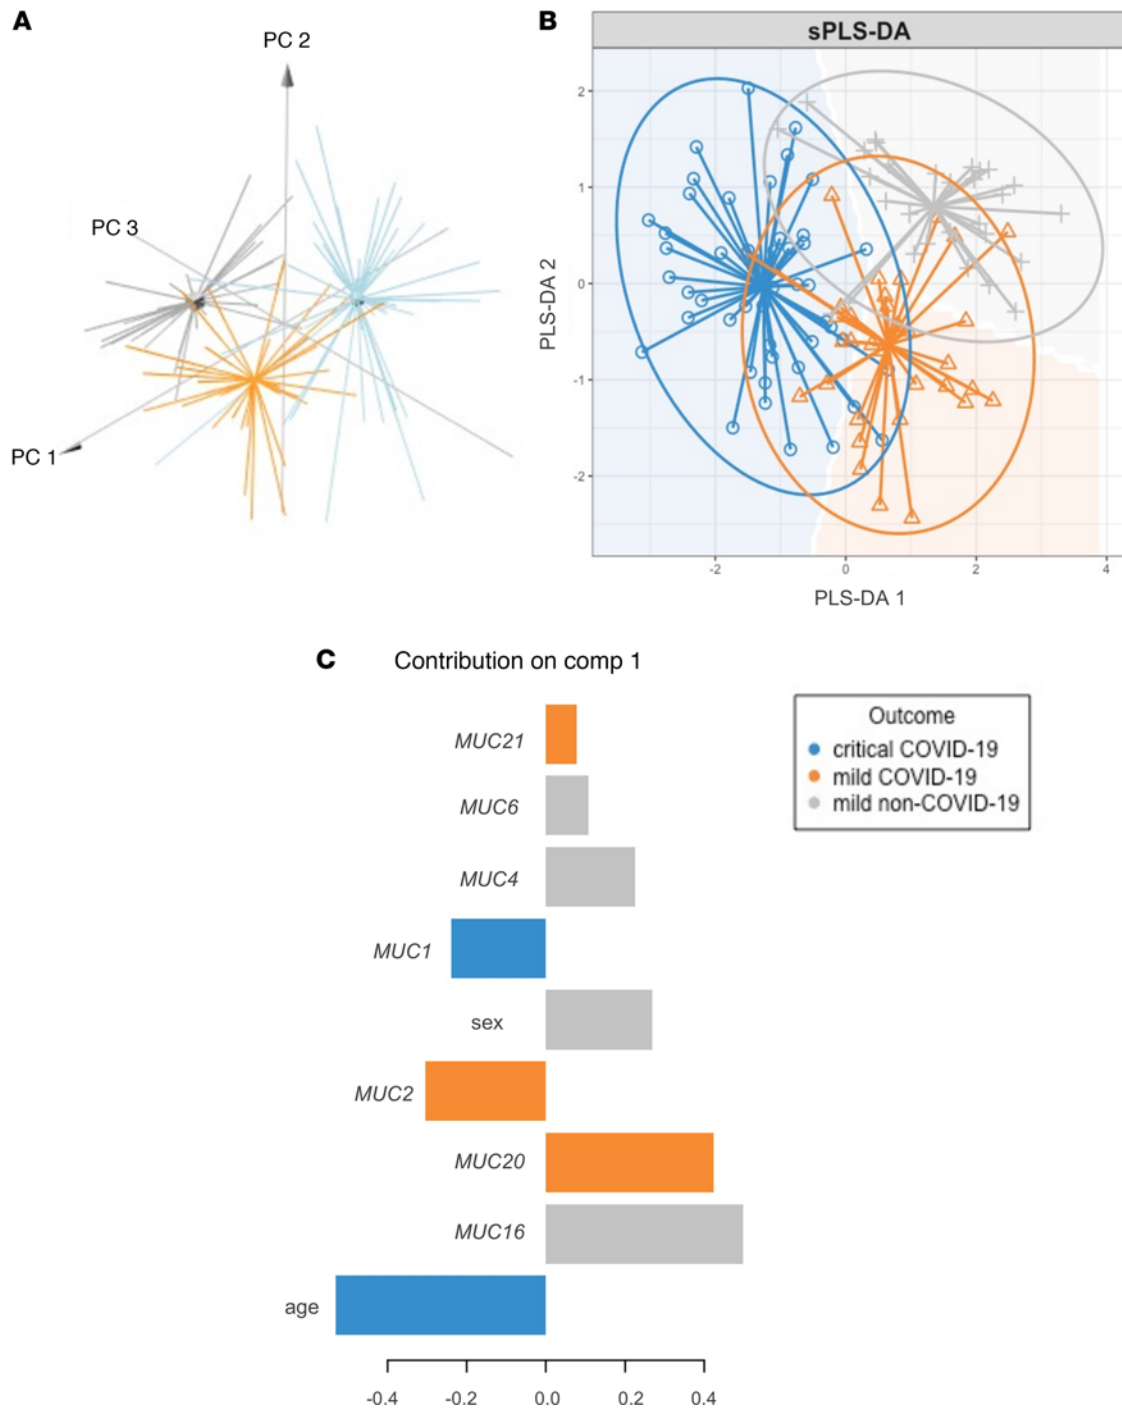 A
PC 2
PC 3
PC 1
B
sPLS-DA
PLS-DA 2
2
1
0
-1
-2
-2
0
2
4
PLS-DA 1
C
Contribution on comp 1
MUC21
MUC6
MUC4
MUC1
sex
MUC2
MUC20
MUC16
age
-0.4
-0.2
0.0
0.2
0.4
Outcome
critical COVID-19
mild COVID-19
mild non-COVID-19